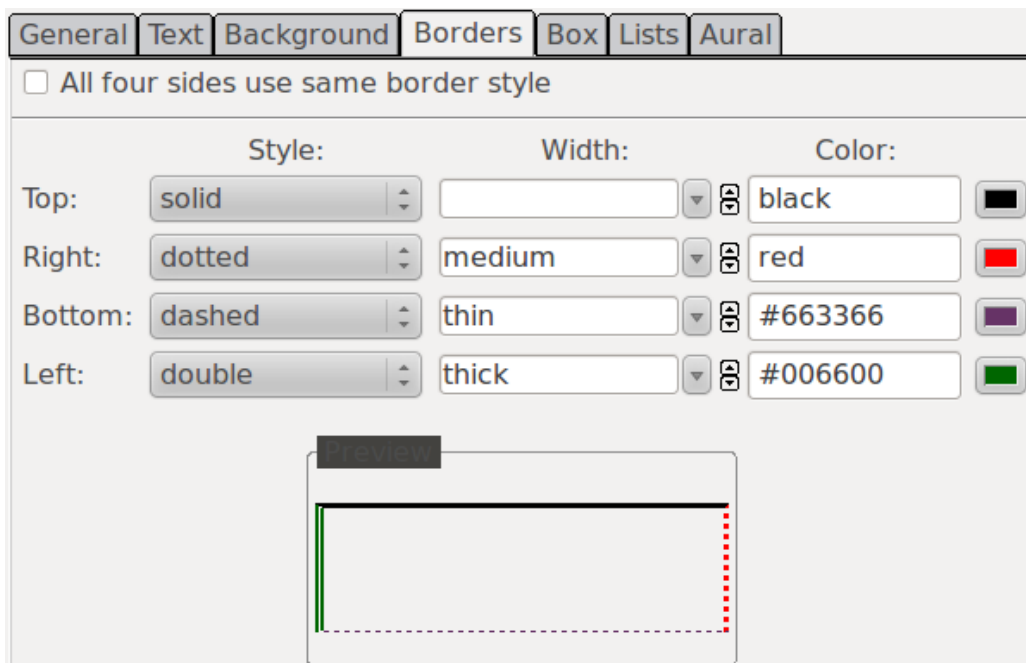 General Text Background Borders Box Lists Aural
All four sides use same border style
Style: Width: Color:
Top: solid black
Right: dotted medium red
Bottom: dashed thin #663366
Left: double thick #006600
Preview